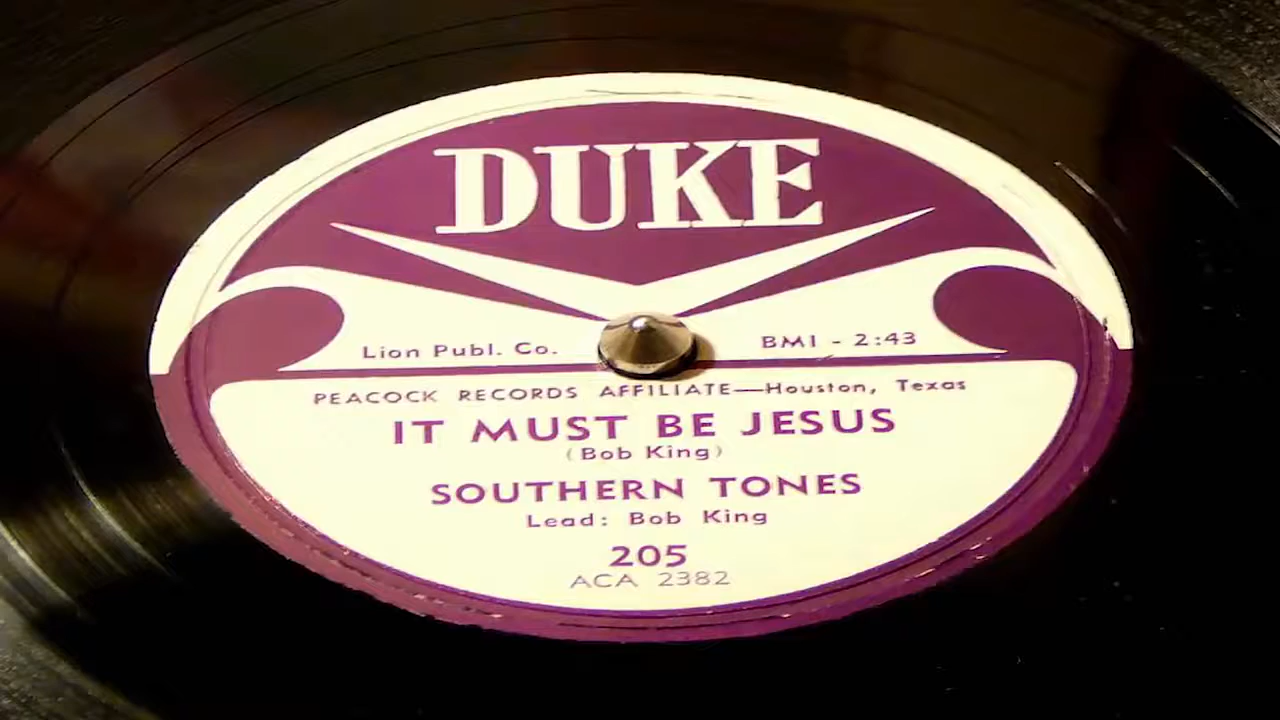 DUKE
Lion Publ. Co. BMI - 2:43
PEACOCK RECORDS AFFILIATE—Houston, Texas
IT MUST BE JESUS
(Bob King)
SOUTHERN TONES
Lead: Bob King
205
ACA 2382